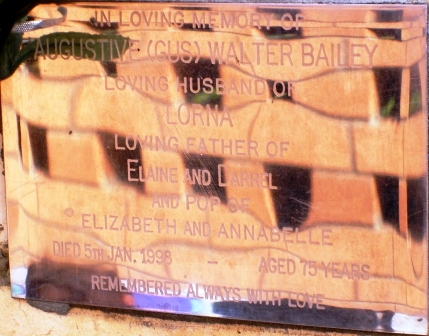 IN LOVING MEMORY OF
AUGUSTIVE (GUS) WALTER BAILEY
LOVING HUSBAND OF
LORNA
LOVING FATHER OF
ELAINE AND DARREL
AND POP OF
ELIZABETH AND ANNABELLE
DIED 5TH JAN. 1998 - AGED 75 YEARS
REMEMBERED ALWAYS WITH LOVE